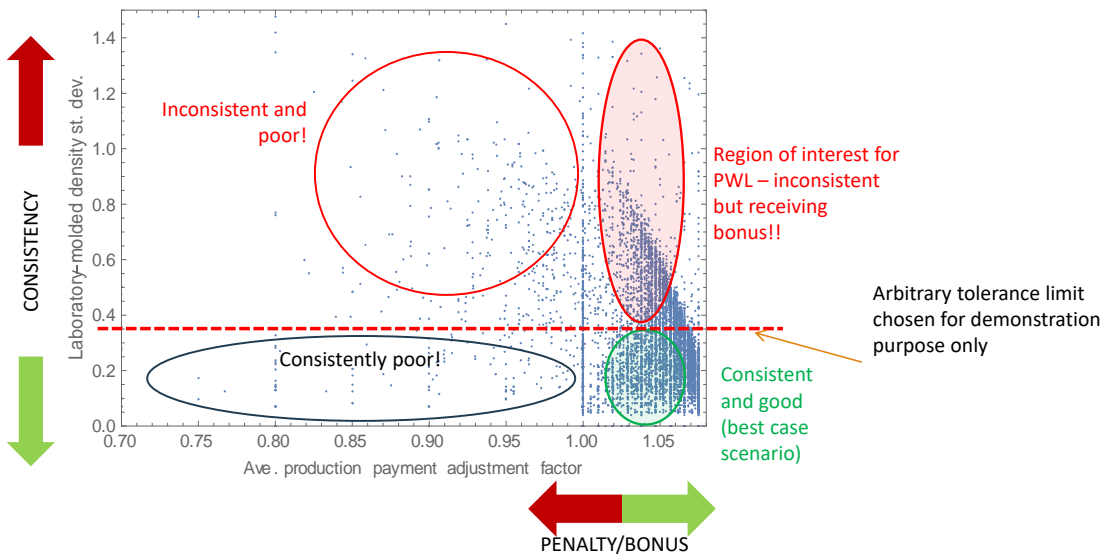 1.4
1.2
1.0
0.8
0.6
0.4
0.2
0.0
0.70
0.75
0.80
0.85
0.90
0.95
1.00
1.05
Laboratory-molded density st. dev.
Ave. production payment adjustment factor
CONSISTENCY
Inconsistent and
poor!
Region of interest for
PWL – inconsistent
but receiving
bonus!!
Arbitrary tolerance limit
chosen for demonstration
purpose only
Consistently poor!
Consistent
and good
(best case
scenario)
PENALTY/BONUS